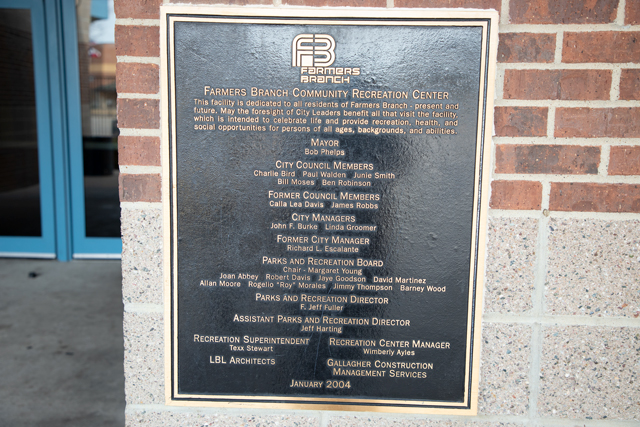 FB
FARMERS
BRANCH
FARMERS BRANCH COMMUNITY RECREATION CENTER
This facility is dedicated to all residents of Farmers Branch - present and
future. May the foresight of City Leaders benefit all that visit the facility,
which is intended to celebrate life and provide recreation, health, and
social opportunities for persons of all ages, backgrounds, and abilities.
MAYOR
Bob Phelps
CITY COUNCIL MEMBERS
Charlie Bird Paul Walden Junie Smith
Bill Moses Ben Robinson
FORMER COUNCIL MEMBERS
Calla Lea Davis James Robbs
CITY MANAGERS
John F. Burke Linda Groomer
FORMER CITY MANAGER
Richard L. Escalante
PARKS AND RECREATION BOARD
Chair - Margaret Young
Joan Abbey Robert Davis Jaye Goodson David Martinez
Allan Moore Rogelio "Roy" Morales Jimmy Thompson Barney Wood
PARKS AND RECREATION DIRECTOR
F. Jeff Fuller
ASSISTANT PARKS AND RECREATION DIRECTOR
Jeff Harting
RECREATION SUPERINTENDENT RECREATION CENTER MANAGER
Texx Stewart Wimberly Ayles
LBL ARCHITECTS GALLAGHER CONSTRUCTION
MANAGEMENT SERVICES
JANUARY 2004